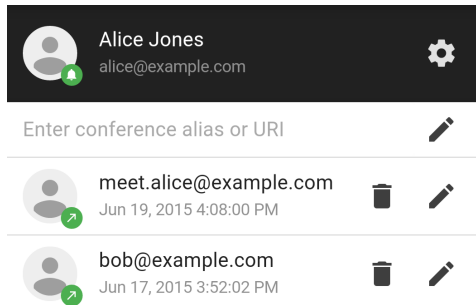 Alice Jones
alice@example.com
Enter conference alias or URI
meet.alice@example.com
Jun 19, 2015 4:08:00 PM
bob@example.com
Jun 17, 2015 3:52:02 PM